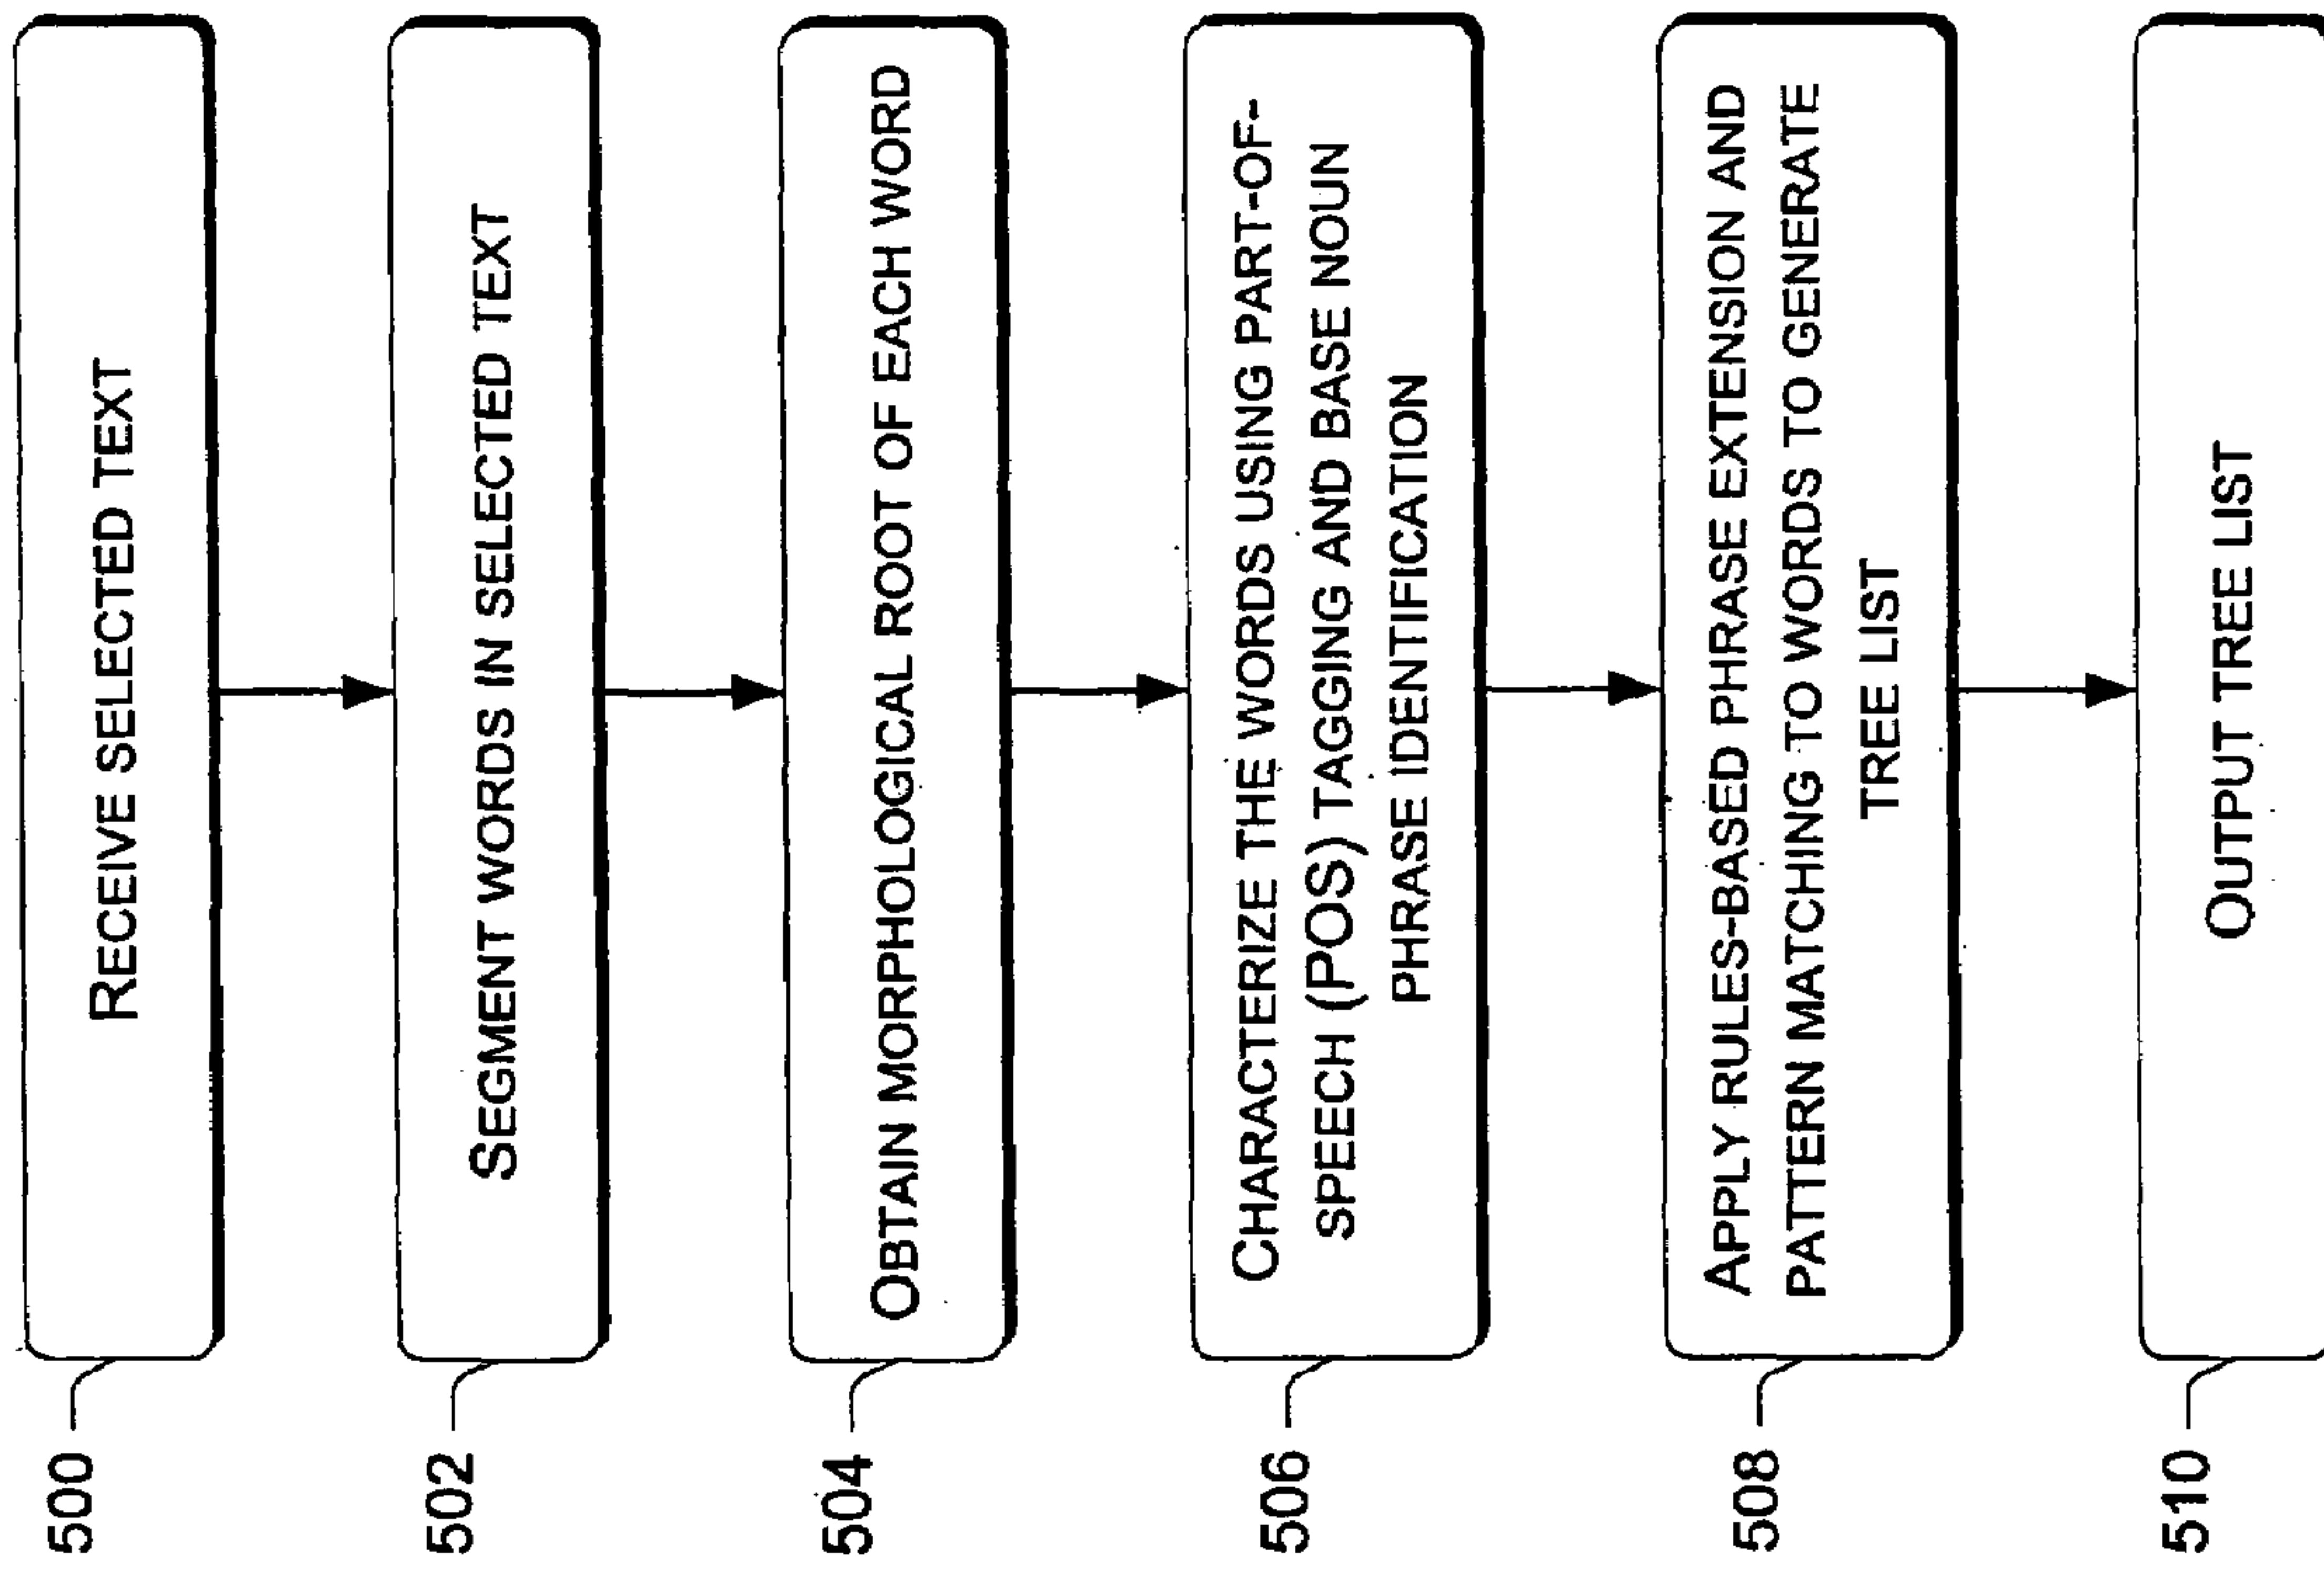 500
RECEIVE SELECTED TEXT
502
SEGMENT WORDS IN SELECTED TEXT
504
OBTAIN MORPHOLOGICAL ROOT OF EACH WORD
506
CHARACTERIZE THE WORDS USING PART-OF-
SPEECH (POS) TAGGING AND BASE NOUN
PHRASE IDENTIFICATION
508
APPLY RULES-BASED PHRASE EXTENSION AND
PATTERN MATCHING TO WORDS TO GENERATE
TREE LIST
510
OUTPUT TREE LIST